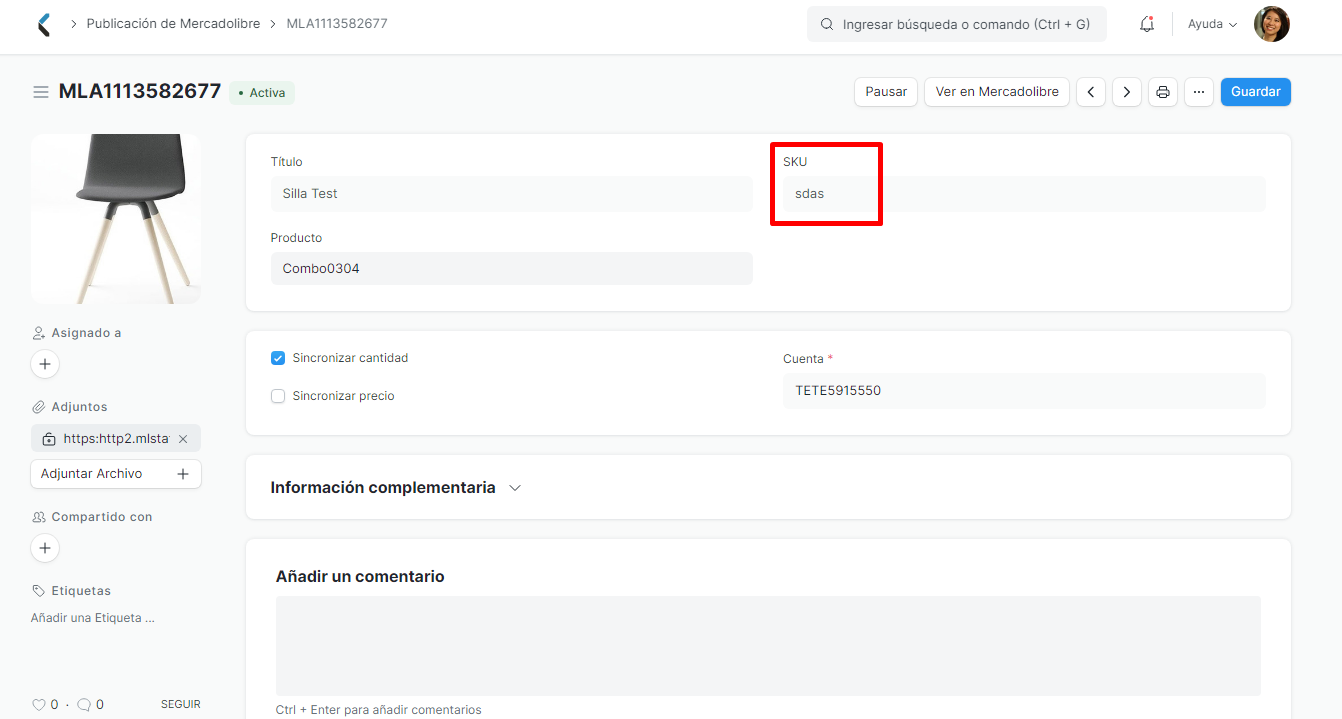 Publicación de Mercadolibre
MLA1113582677
Ingresar búsqueda o comando (Ctrl + G)
Ayuda
MLA1113582677
Activa
Pausar
Ver en Mercadolibre
Guardar
Título
SKU
Silla Test
sdas
Producto
Combo0304
Asignado a
Sincronizar cantidad
Cuenta *
TETE5915550
Sincronizar precio
Adjuntos
https:http2.mlsta
Adjuntar Archivo
Información complementaria
Compartido con
Añadir un comentario
Etiquetas
Añadir una Etiqueta ...
0 · 0
SEGUIR
Ctrl + Enter para añadir comentarios